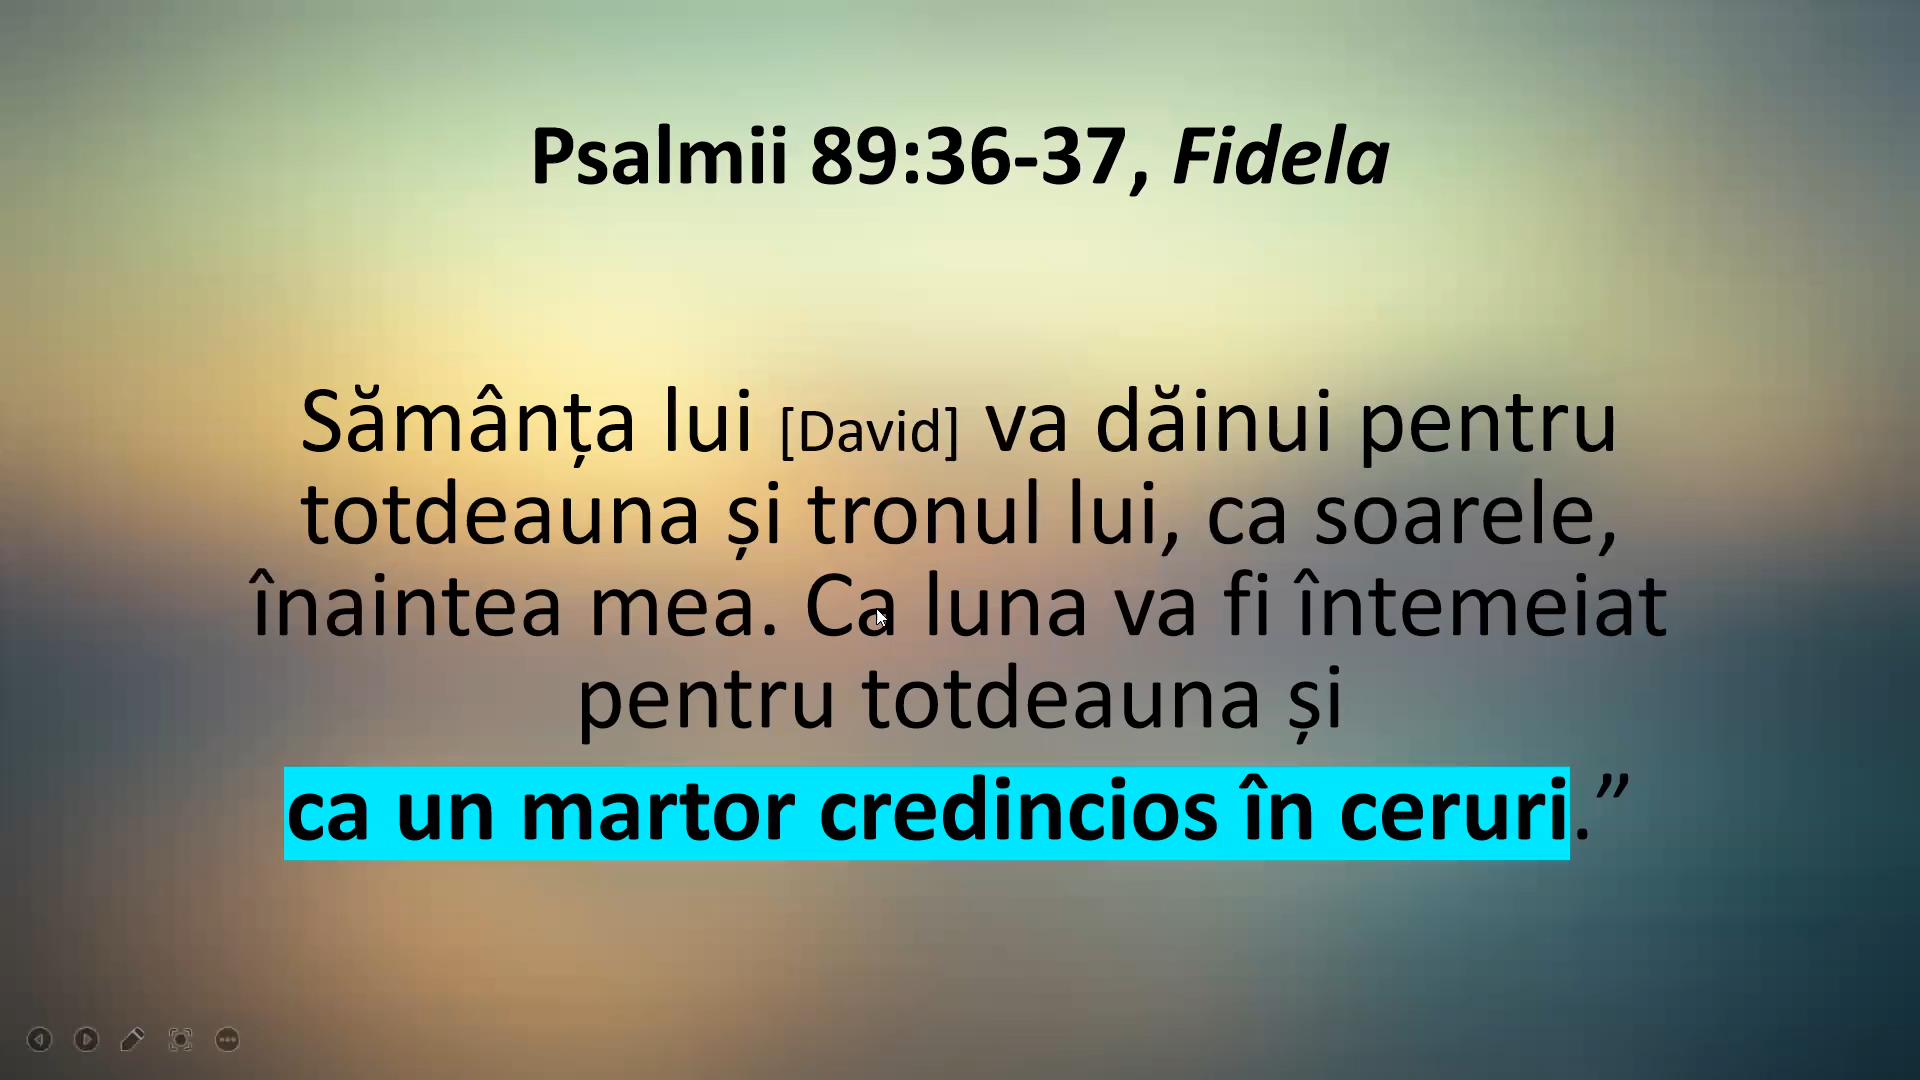 Psalmii 89:36-37, Fidela
Sămânța lui [David] va dăinui pentru
totdeauna și tronul lui, ca soarele,
înaintea mea. Ca luna va fi întemeiat
pentru totdeauna și
ca un martor credincios în ceruri.”